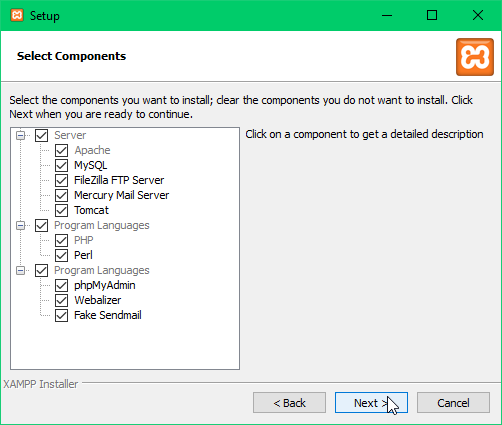 Setup
Select Components
Select the components you want to install; clear the components you do not want to install. Click
Next when you are ready to continue.
Server
Apache
MySQL
FileZilla FTP Server
Mercury Mail Server
Tomcat
Program Languages
PHP
Perl
Program Languages
phpMyAdmin
Webalizer
Fake Sendmail
Click on a component to get a detailed description
XAMPP Installer
< Back
Next >
Cancel